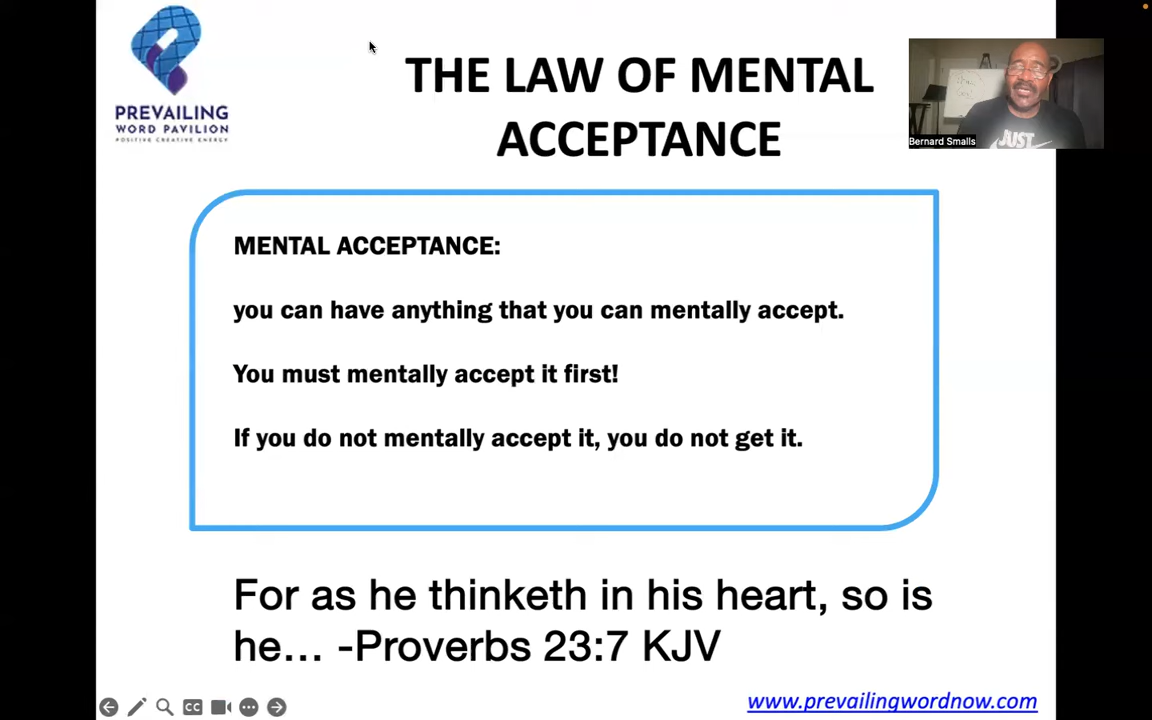 PREVAILING
WORD PAVILION
POSITIVE CREATIVE ENERGY
THE LAW OF MENTAL
ACCEPTANCE
Bernard Smalls
JUST
MENTAL ACCEPTANCE:
you can have anything that you can mentally accept.
You must mentally accept it first!
If you do not mentally accept it, you do not get it.
For as he thinketh in his heart, so is
he... -Proverbs 23:7 KJV
CC
www.prevailingwordnow.com